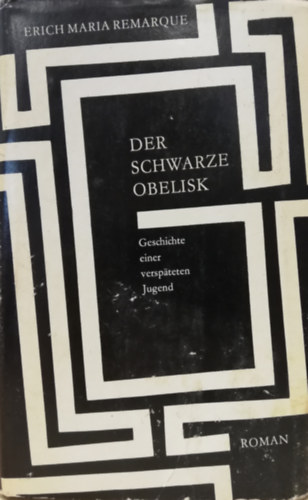 ERICH MARIA REMARQUE
DER
SCHWARZE
OBELISK
Geschichte
einer
verspäteten
Jugend
ROMAN